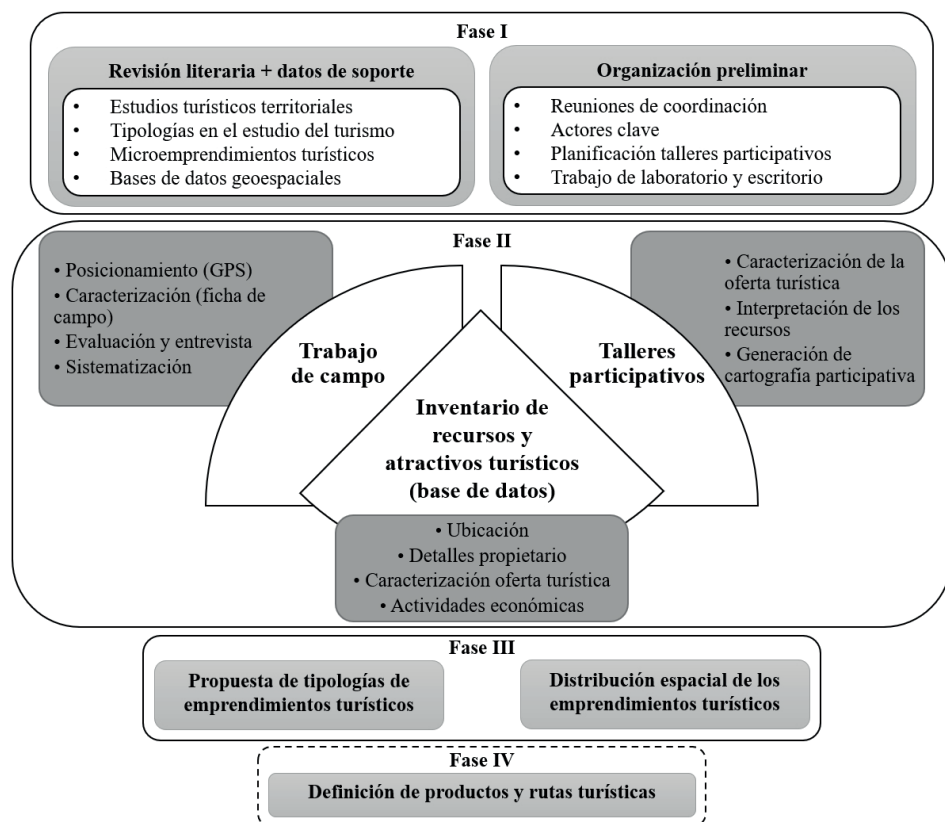 Fase I
Revisión literaria + datos de soporte
• Estudios turísticos territoriales
• Tipologías en el estudio del turismo
• Microemprendimientos turísticos
• Bases de datos geoespaciales
Organización preliminar
• Reuniones de coordinación
• Actores clave
• Planificación talleres participativos
• Trabajo de laboratorio y escritorio
Fase II
• Posicionamiento (GPS)
• Caracterización (ficha de
campo)
• Evaluación y entrevista
• Sistematización
Trabajo
de campo
Talleres
participativos
• Caracterización de la
oferta turística
• Interpretación de los
recursos
• Generación de
cartografía participativa
Inventario de
recursos y
atractivos turísticos
(base de datos)
• Ubicación
• Detalles propietario
• Caracterización oferta turística
• Actividades económicas
Fase III
Propuesta de tipologías de
emprendimientos turísticos
Distribución espacial de los
emprendimientos turísticos
Fase IV
Definición de productos y rutas turísticas